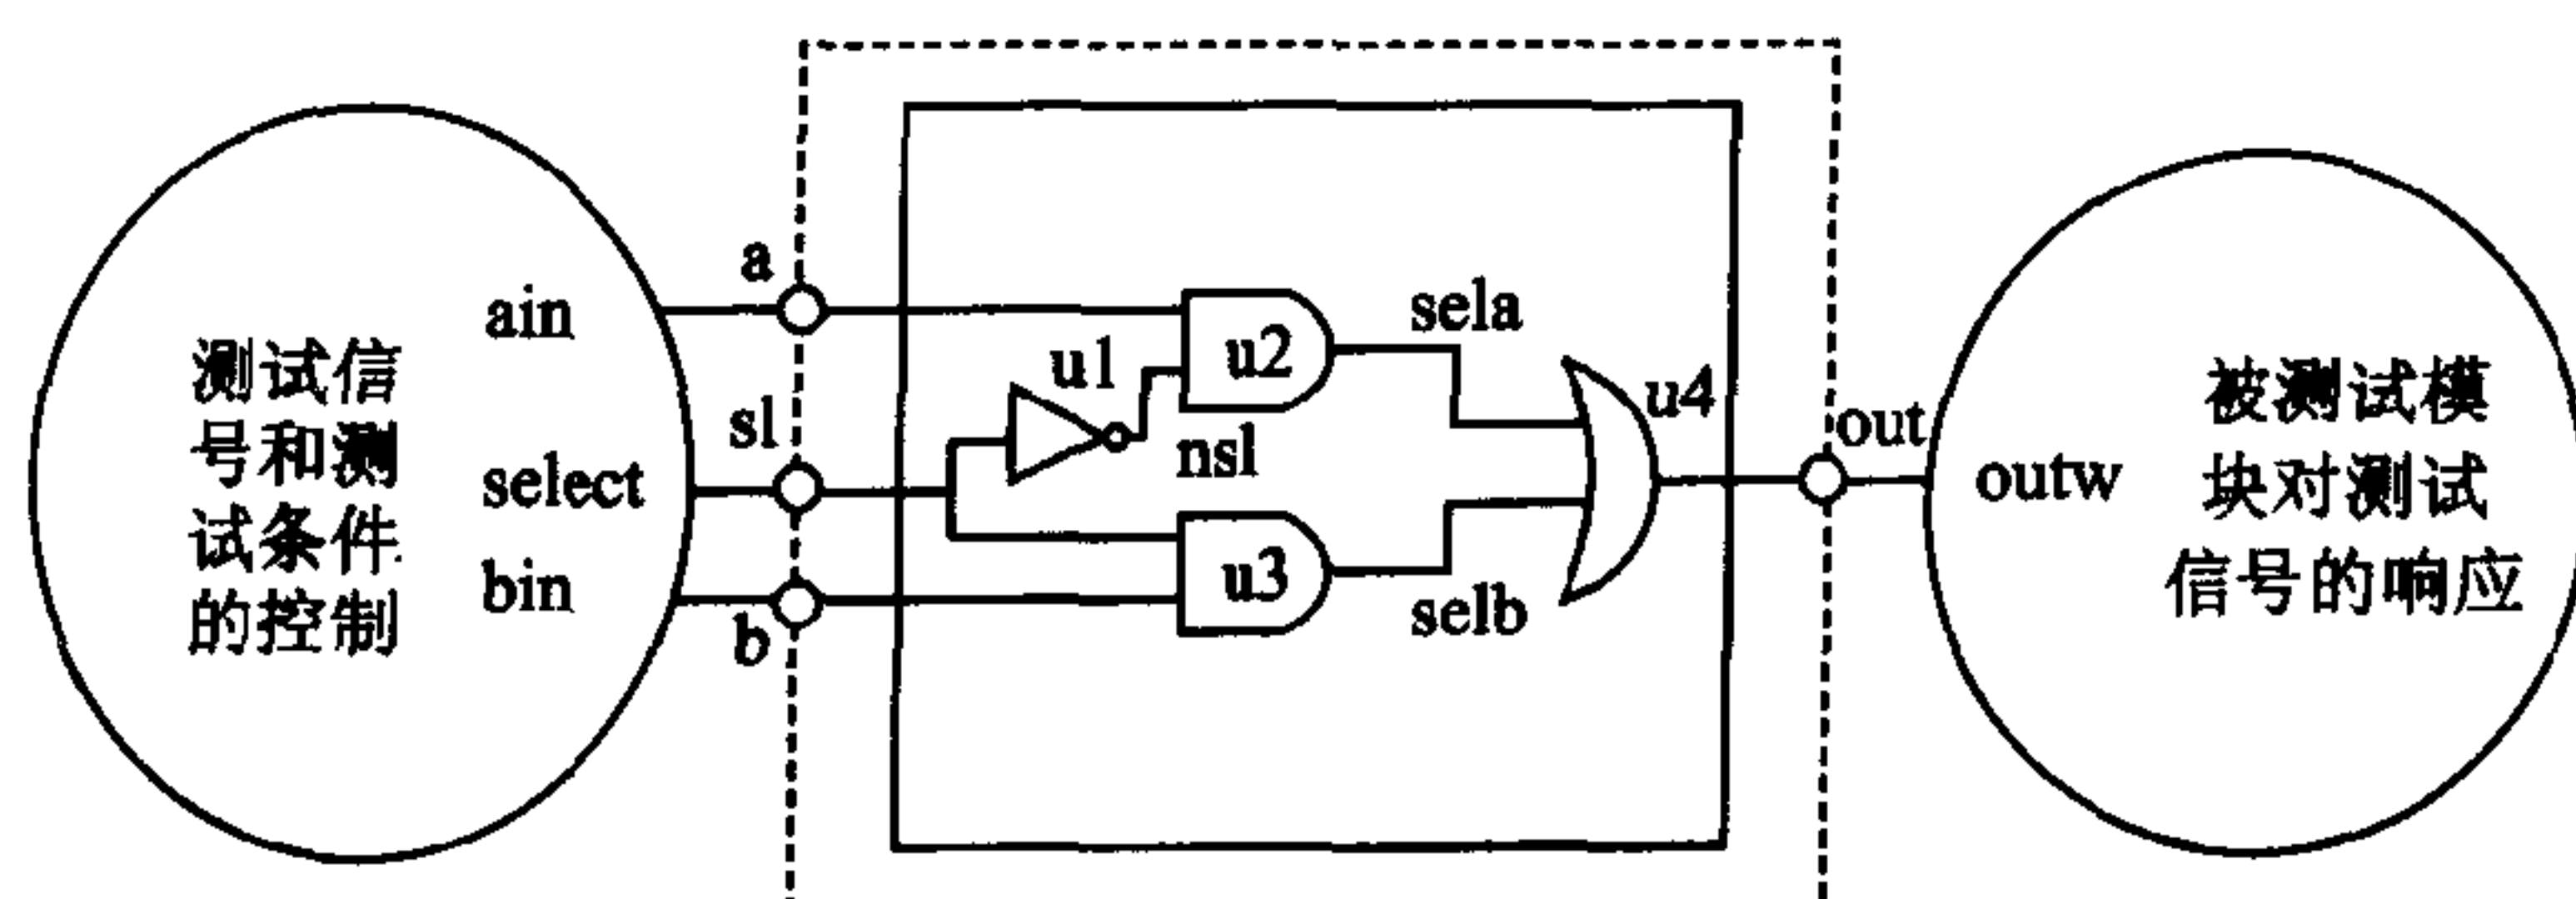 测试信
号和测
试条件
的控制
ain
select
bin
a
sl
b
u1
nsl
u2
u3
sela
selb
u4
out
outw
被测试模
块对测试
信号的响应